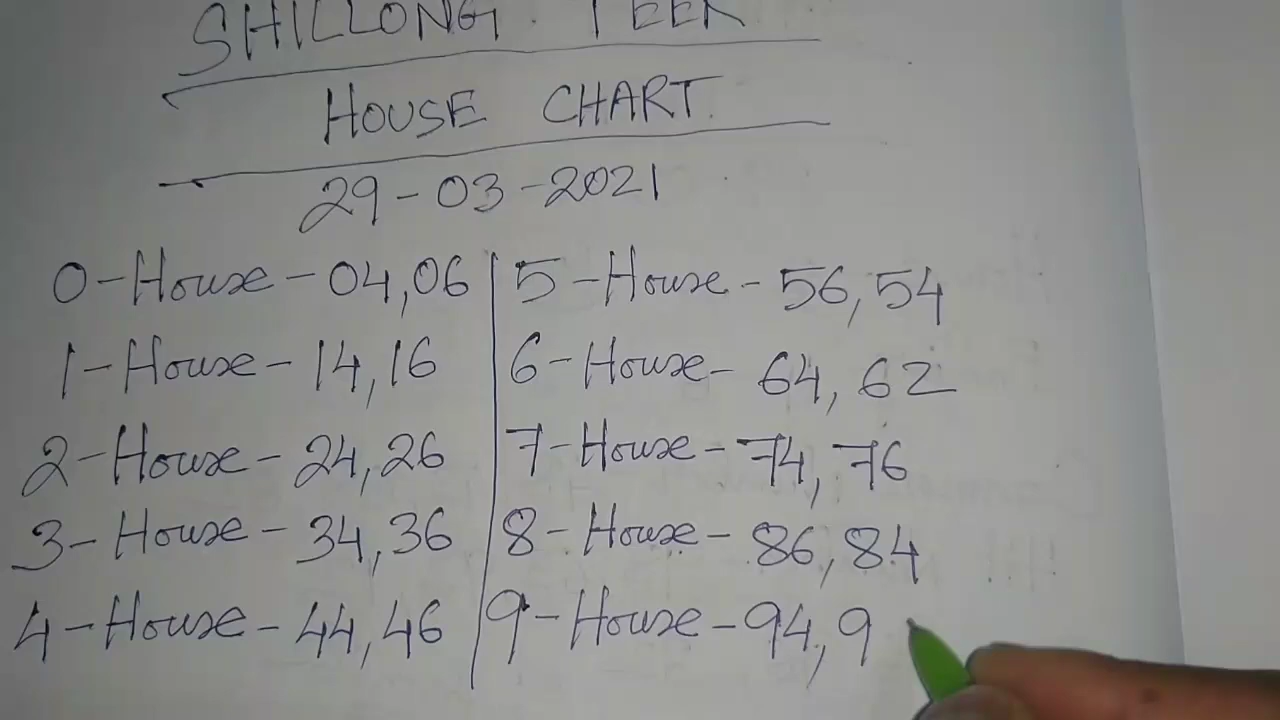 SHILLONG TEER
HOUSE CHART.
29-03-2021
0-House-04,06
1-House-14,16
2-House-24,26
3-House-34,36
4-House-44,46
5-House-56,54
6-House-64,62
7-House-74,76
8-House-86,84
9-House-94,9